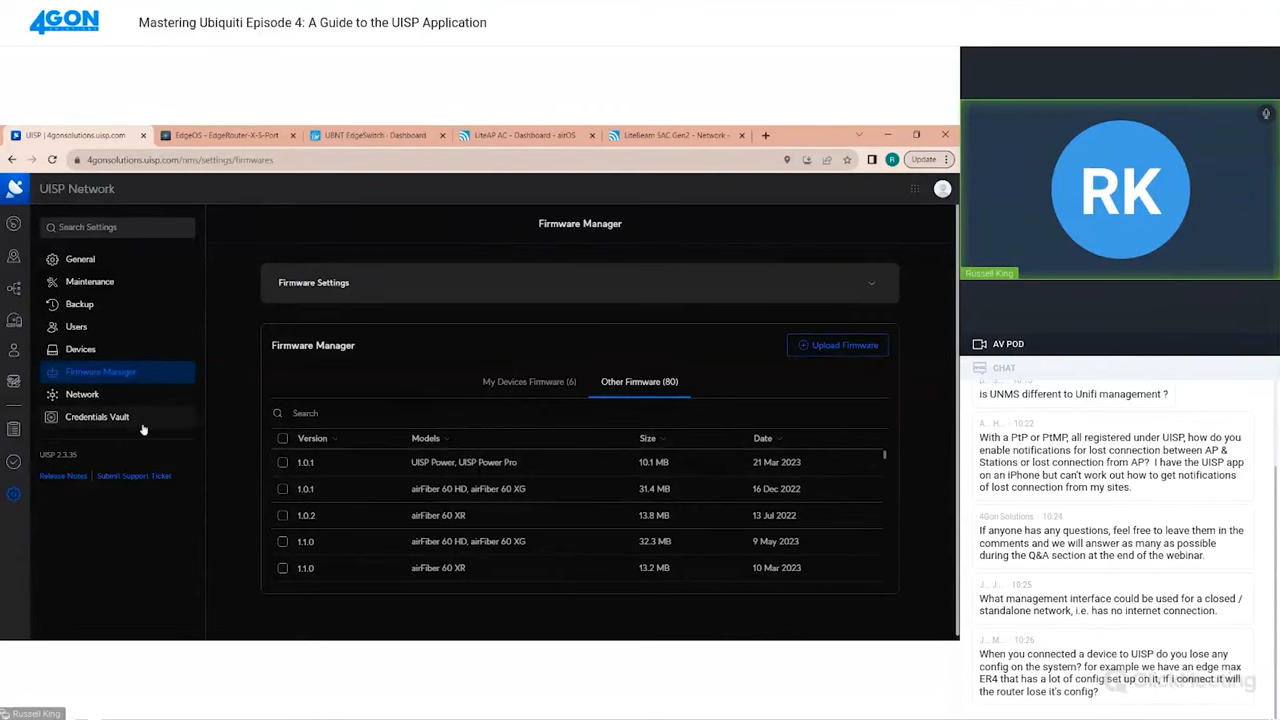 4GON
SOLUTIONS
Mastering Ubiquiti Episode 4: A Guide to the UISP Application
UISP | 4gonsolutions.uisp.com
EdgeOS - EdgeRouter-X-5-Port
UBNT EdgeSwitch : Dashboard
LiteAP AC - Dashboard - airOS
LiteBeam 5AC Gen2 - Network -
4gonsolutions.uisp.com/nms/settings/firmwares
R
Update
UISP Network
Search Settings
General
Maintenance
Backup
Users
Devices
Firmware Manager
Network
Credentials Vault
UISP 2.3.35
Release Notes
Submit Support Ticket
Firmware Manager
Firmware Settings
Firmware Manager
Upload Firmware
My Devices Firmware (6)
Other Firmware (80)
Search
Version Models Size Date
1.0.1 UISP Power, UISP Power Pro 10.1 MB 21 Mar 2023
1.0.1 airFiber 60 HD, airFiber 60 XG 31.4 MB 16 Dec 2022
1.0.2 airFiber 60 XR 13.8 MB 13 Jul 2022
1.1.0 airFiber 60 HD, airFiber 60 XG 32.3 MB 9 May 2023
1.1.0 airFiber 60 XR 13.2 MB 10 Mar 2023
RK
Russell King
AV POD
CHAT
is UNMS different to Unifi management ?
A... H... 10:22
With a PtP or PtMP, all registered under UISP, how do you
enable notifications for lost connection between AP &
Stations or lost connection from AP? I have the UISP app
on an iPhone but can't work out how to get notifications
of lost connection from my sites.
4Gon Solutions 10:24
If anyone has any questions, feel free to leave them in the
comments and we will answer as many as possible
during the Q&A section at the end of the webinar.
J... J... 10:25
What management interface could be used for a closed /
standalone network, i.e. has no internet connection.
J... M... 10:26
When you connected a device to UISP do you lose any
config on the system? for example we have an edge max
ER4 that has a lot of config set up on it, if i connect it will
the router lose it's config?
ClickMeeting
Russell King